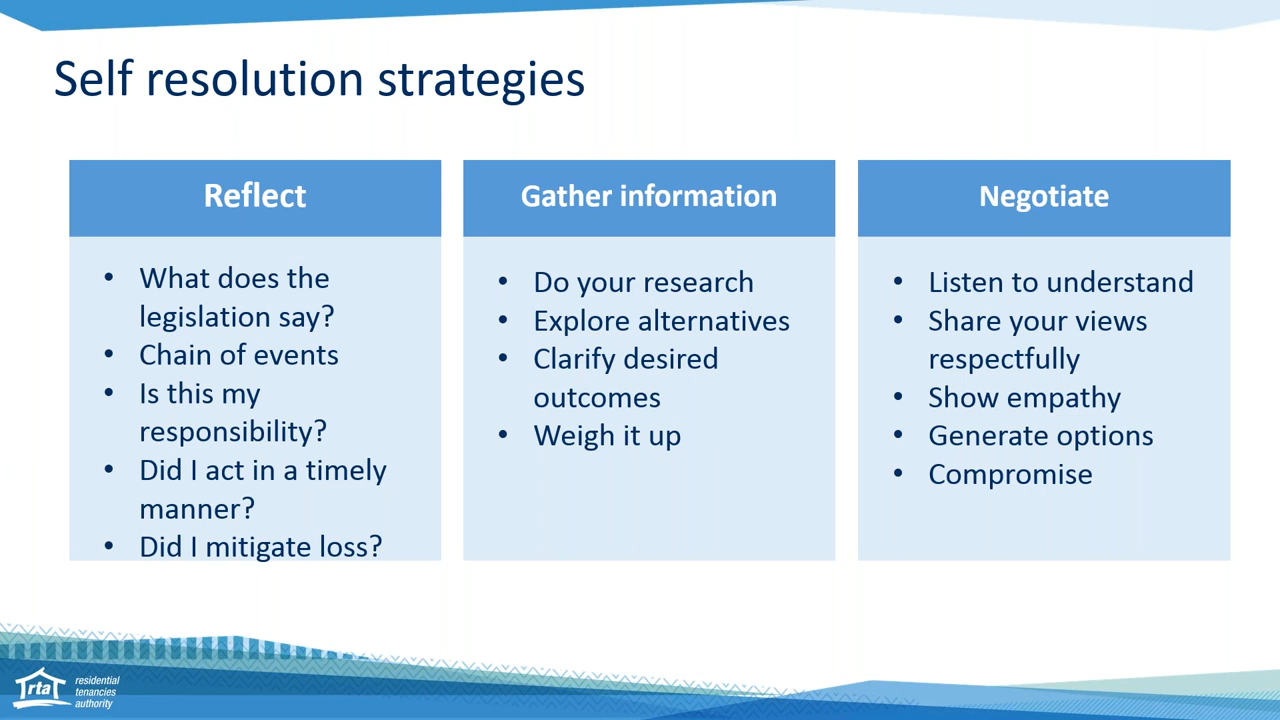 Self resolution strategies
Reflect
• What does the
legislation say?
• Chain of events
• Is this my
responsibility?
• Did I act in a timely
manner?
• Did I mitigate loss?
Gather information
• Do your research
• Explore alternatives
• Clarify desired
outcomes
• Weigh it up
Negotiate
• Listen to understand
• Share your views
respectfully
• Show empathy
• Generate options
• Compromise
rta
residential
tenancies
authority